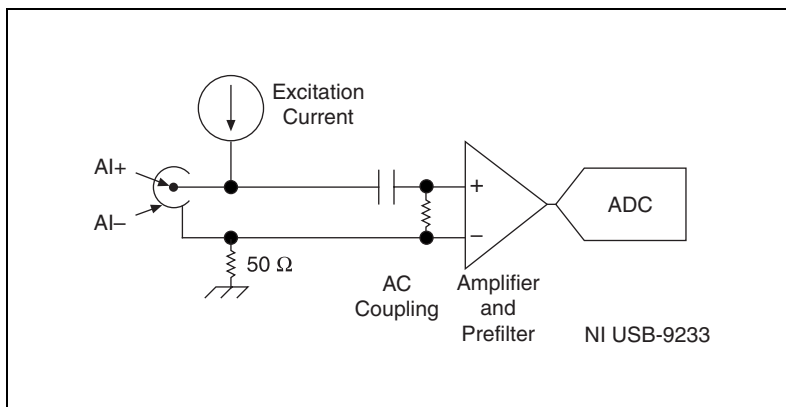 Excitation
Current
AI+
AI–
+
–
ADC
50 Ω
AC
Coupling
Amplifier
and
Prefilter
NI USB-9233